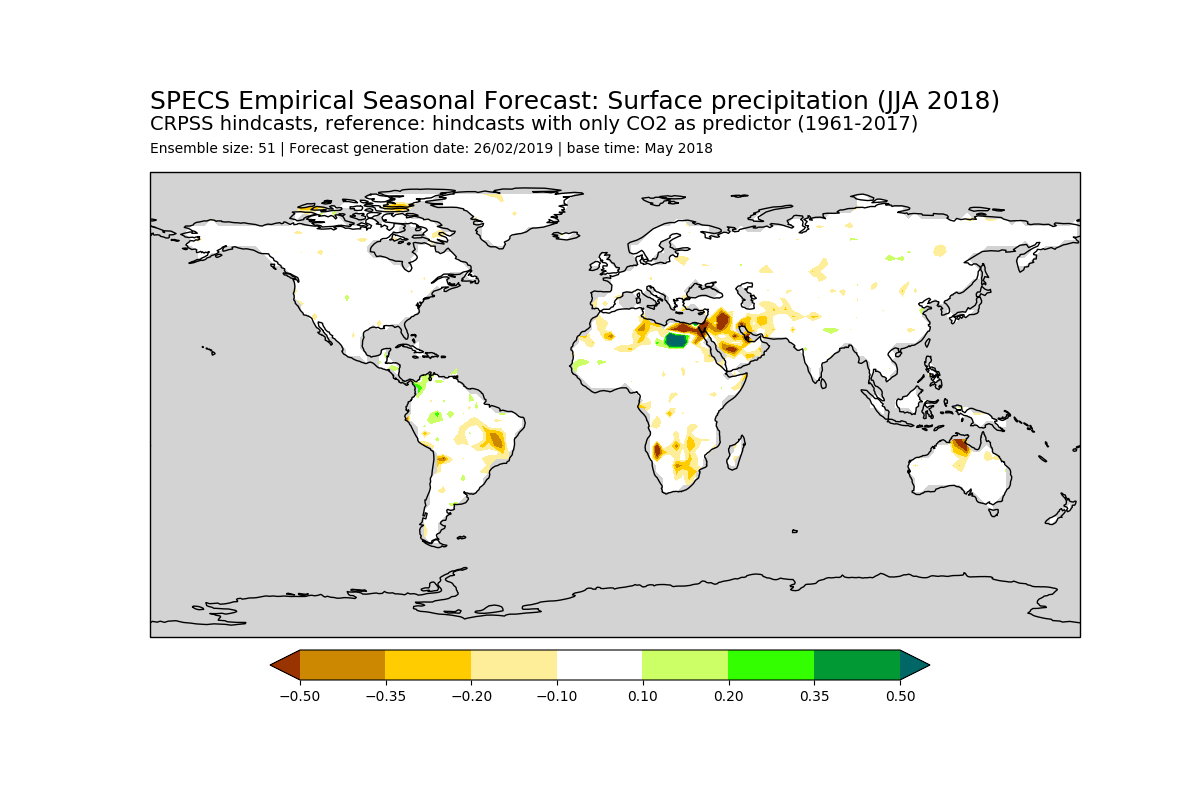 SPECS Empirical Seasonal Forecast: Surface precipitation (JJA 2018)
CRPSS hindcasts, reference: hindcasts with only CO2 as predictor (1961-2017)
Ensemble size: 51 | Forecast generation date: 26/02/2019 | base time: May 2018
−0.50 −0.35 −0.20 −0.10 0.10 0.20 0.35 0.50